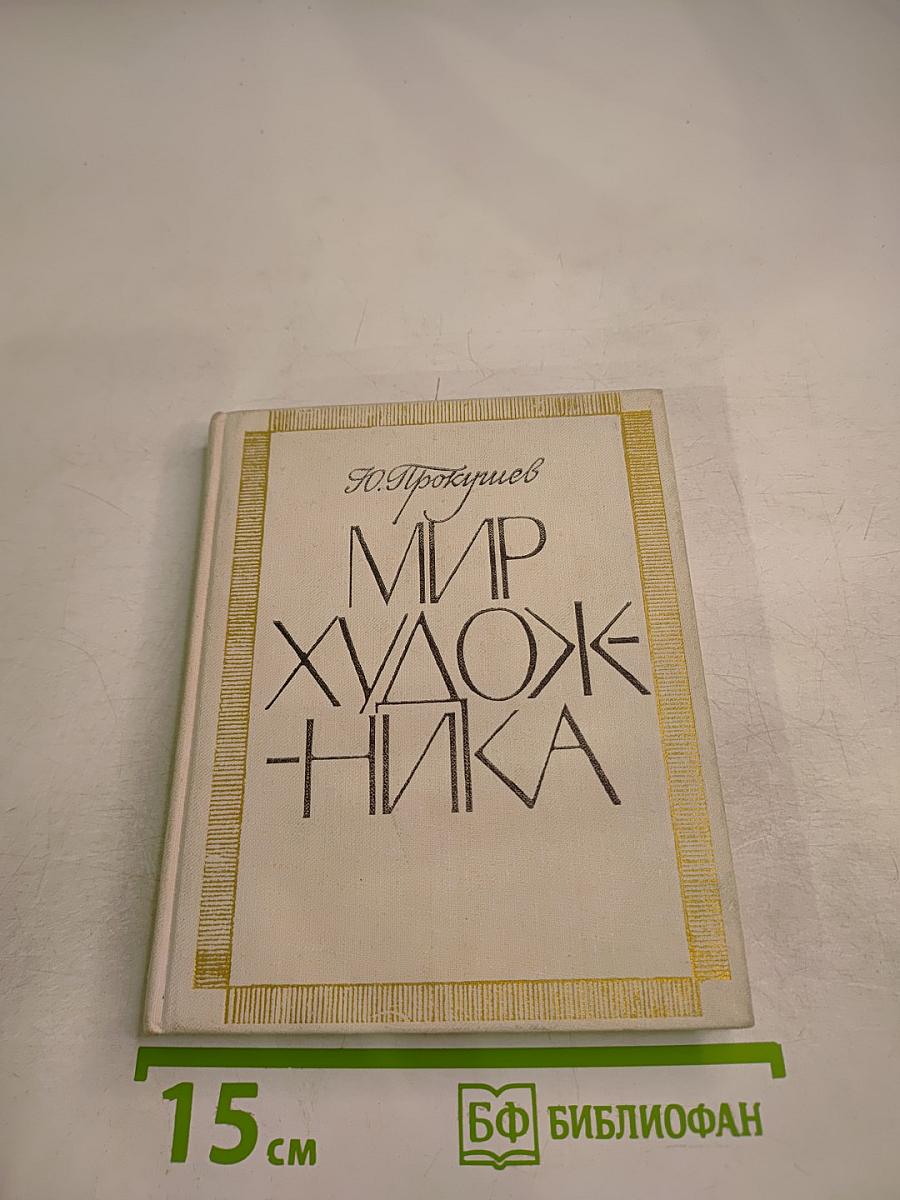 Ю. Прокушев
МИР
ХУДОЖ-
-НИКА
15 см
БФ БИБЛИОФАН